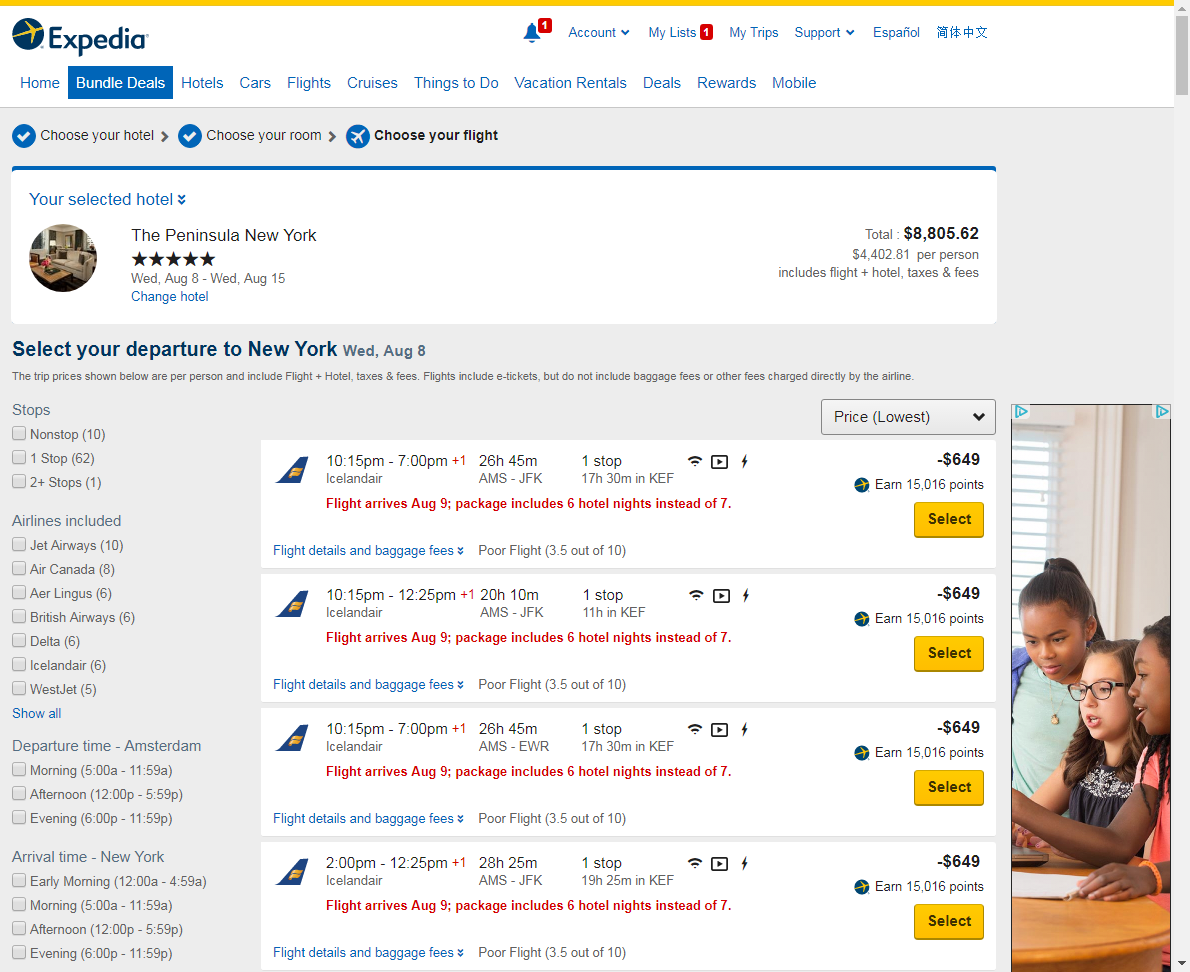 Expedia
1
Account
My Lists 1
My Trips
Support
Español
简体中文
Home
Bundle Deals
Hotels
Cars
Flights
Cruises
Things to Do
Vacation Rentals
Deals
Rewards
Mobile
Choose your hotel
Choose your room
Choose your flight
Your selected hotel
The Peninsula New York
Wed, Aug 8 - Wed, Aug 15
Change hotel
Total : $8,805.62
$4,402.81 per person
includes flight + hotel, taxes & fees
Select your departure to New York Wed, Aug 8
The trip prices shown below are per person and include Flight + Hotel, taxes & fees. Flights include e-tickets, but do not include baggage fees or other fees charged directly by the airline.
Stops
Nonstop (10)
1 Stop (62)
2+ Stops (1)
Airlines included
Jet Airways (10)
Air Canada (8)
Aer Lingus (6)
British Airways (6)
Delta (6)
Icelandair (6)
WestJet (5)
Show all
Departure time - Amsterdam
Morning (5:00a - 11:59a)
Afternoon (12:00p - 5:59p)
Evening (6:00p - 11:59p)
Arrival time - New York
Early Morning (12:00a - 4:59a)
Morning (5:00a - 11:59a)
Afternoon (12:00p - 5:59p)
Evening (6:00p - 11:59p)
Price (Lowest)
10:15pm - 7:00pm +1 26h 45m 1 stop
Icelandair AMS - JFK 17h 30m in KEF
Flight arrives Aug 9; package includes 6 hotel nights instead of 7.
Flight details and baggage fees Poor Flight (3.5 out of 10)
-$649
Earn 15,016 points
Select
10:15pm - 12:25pm +1 20h 10m 1 stop
Icelandair AMS - JFK 11h in KEF
Flight arrives Aug 9; package includes 6 hotel nights instead of 7.
Flight details and baggage fees Poor Flight (3.5 out of 10)
-$649
Earn 15,016 points
Select
10:15pm - 7:00pm +1 26h 45m 1 stop
Icelandair AMS - EWR 17h 30m in KEF
Flight arrives Aug 9; package includes 6 hotel nights instead of 7.
Flight details and baggage fees Poor Flight (3.5 out of 10)
-$649
Earn 15,016 points
Select
2:00pm - 12:25pm +1 28h 25m 1 stop
Icelandair AMS - JFK 19h 25m in KEF
Flight arrives Aug 9; package includes 6 hotel nights instead of 7.
Flight details and baggage fees Poor Flight (3.5 out of 10)
-$649
Earn 15,016 points
Select